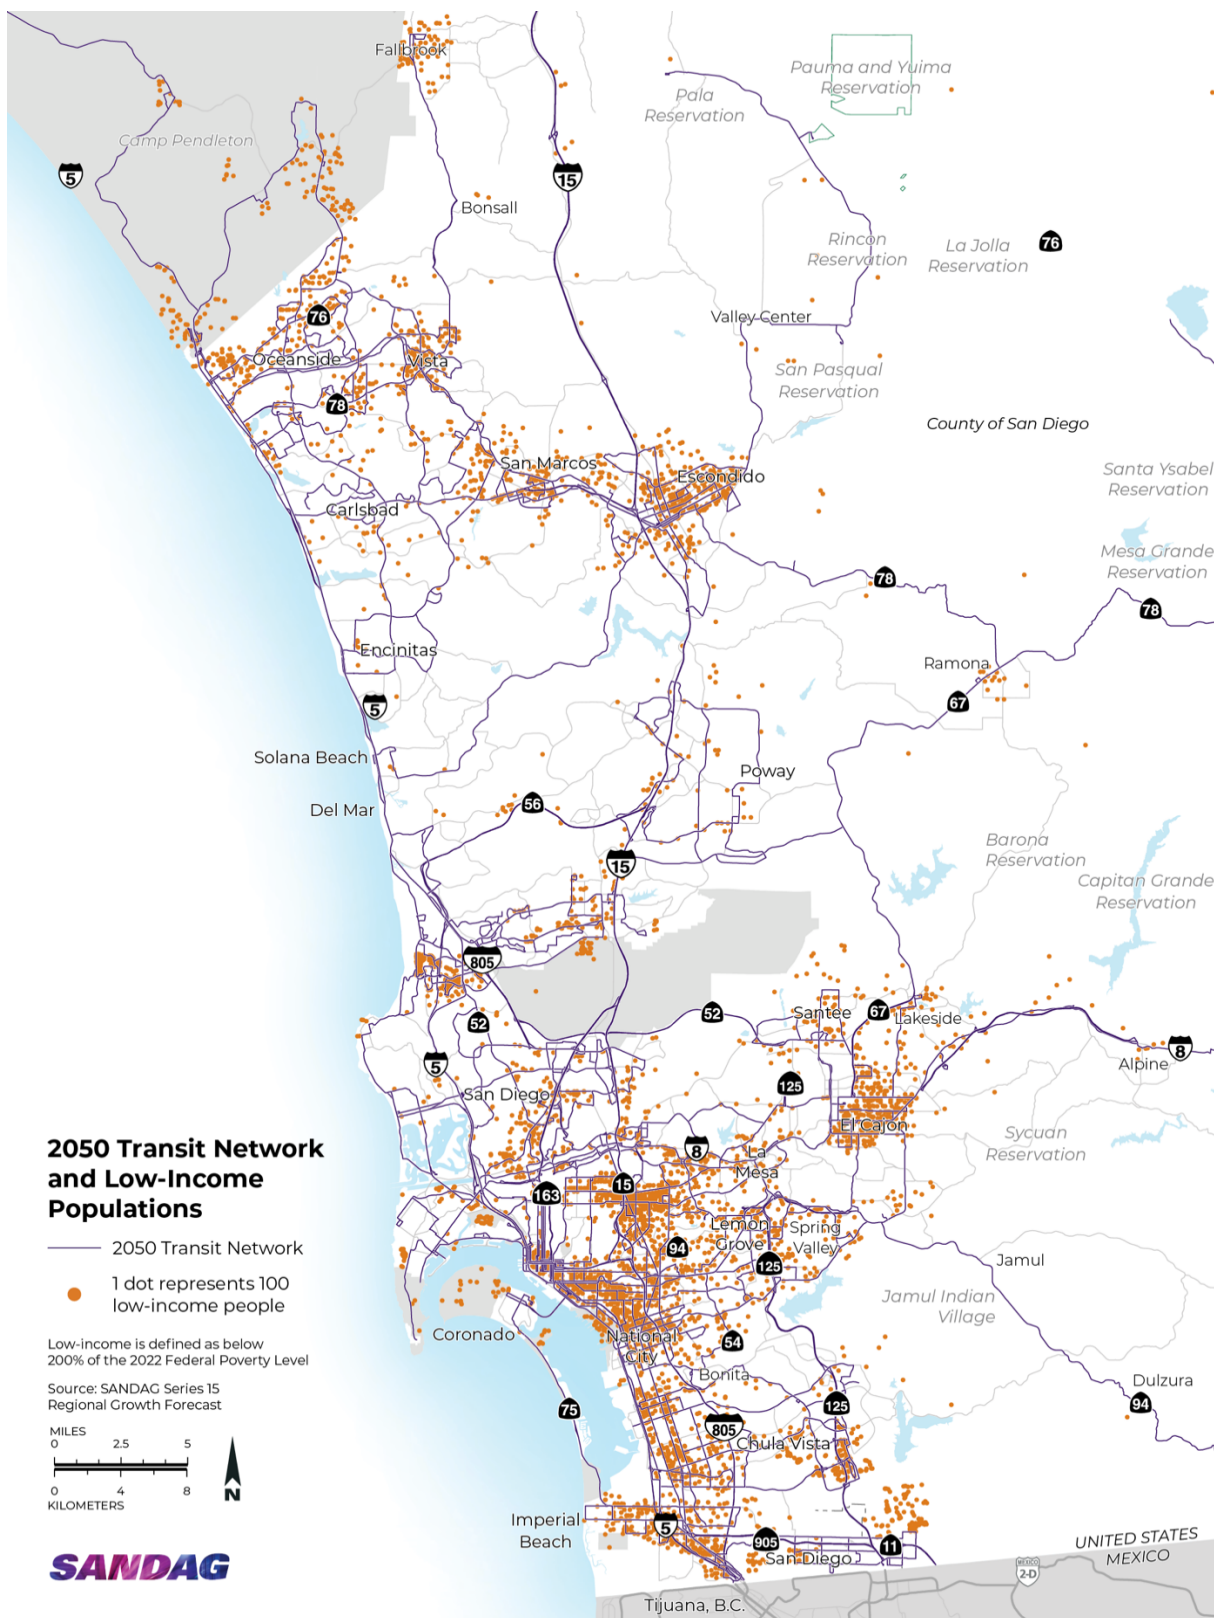 Fallbrook
Pauma and Yuima
Reservation
Pala
Reservation
Camp Pendleton
5
15
Bonsall
Rincon
Reservation
La Jolla
Reservation
76
76
Valley Center
Oceanside
Vista
San Pasqual
Reservation
78
County of San Diego
San Marcos
Escondido
Santa Ysabel
Reservation
Carlsbad
Mesa Grande
Reservation
78
78
Encinitas
Ramona
67
5
Solana Beach
Poway
Del Mar
56
15
Barona
Reservation
Capitan Grande
Reservation
805
52
52
Santee
67
Lakeside
5
8
Alpine
125
San Diego
El Cajon
8
La
Mesa
Sycuan
Reservation
2050 Transit Network
and Low-Income
Populations
15
163
2050 Transit Network
Lemon
Grove
Spring
Valley
94
125
Jamul
1 dot represents 100
low-income people
Jamul Indian
Village
Coronado
National
City
54
Low-income is defined as below
200% of the 2022 Federal Poverty Level
Bonita
Dulzura
94
Source: SANDAG Series 15
Regional Growth Forecast
75
125
805
Chula Vista
MILES
0 2.5 5
0 4 8
KILOMETERS
N
Imperial
Beach
5
905
11
San Diego
UNITED STATES
MEXICO
MEXICO
2-D
SANDAG
Tijuana, B.C.